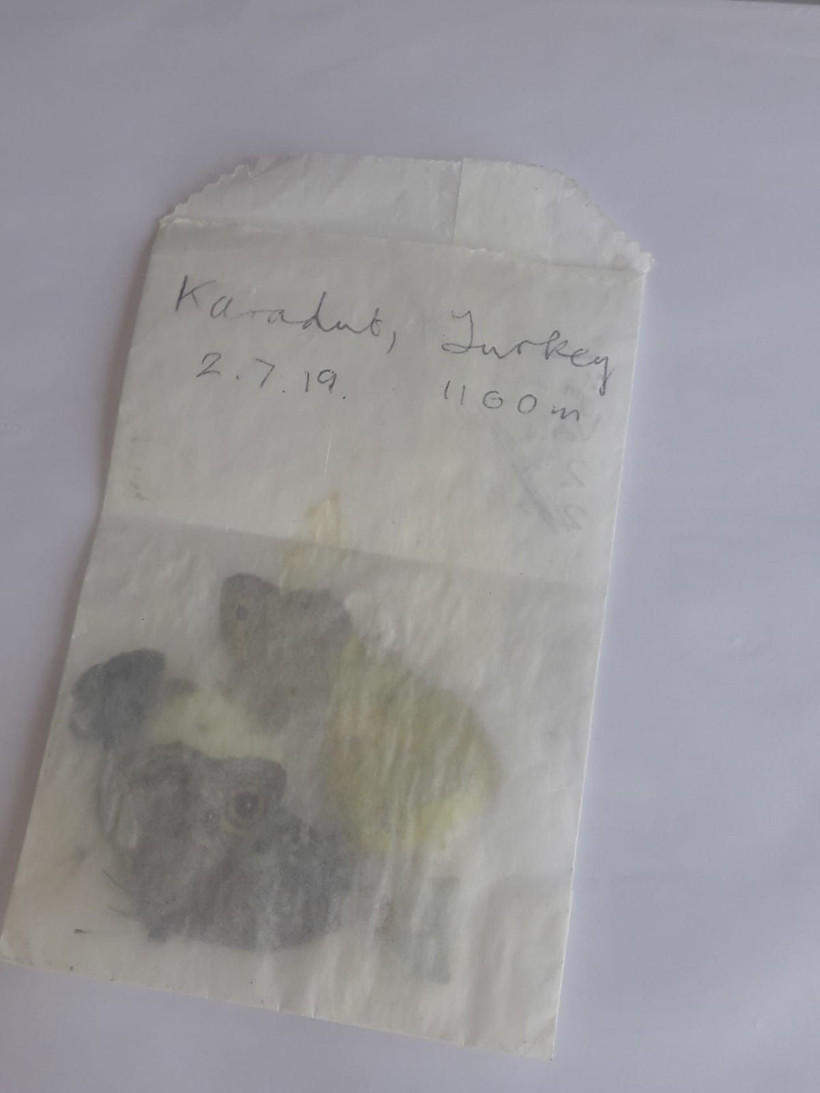 Karadut, Turkey
2.7.19. 1100m